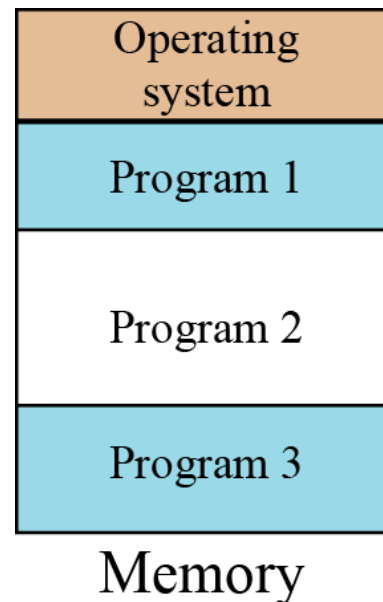 Operating
system
Program 1
Program 2
Program 3
Memory